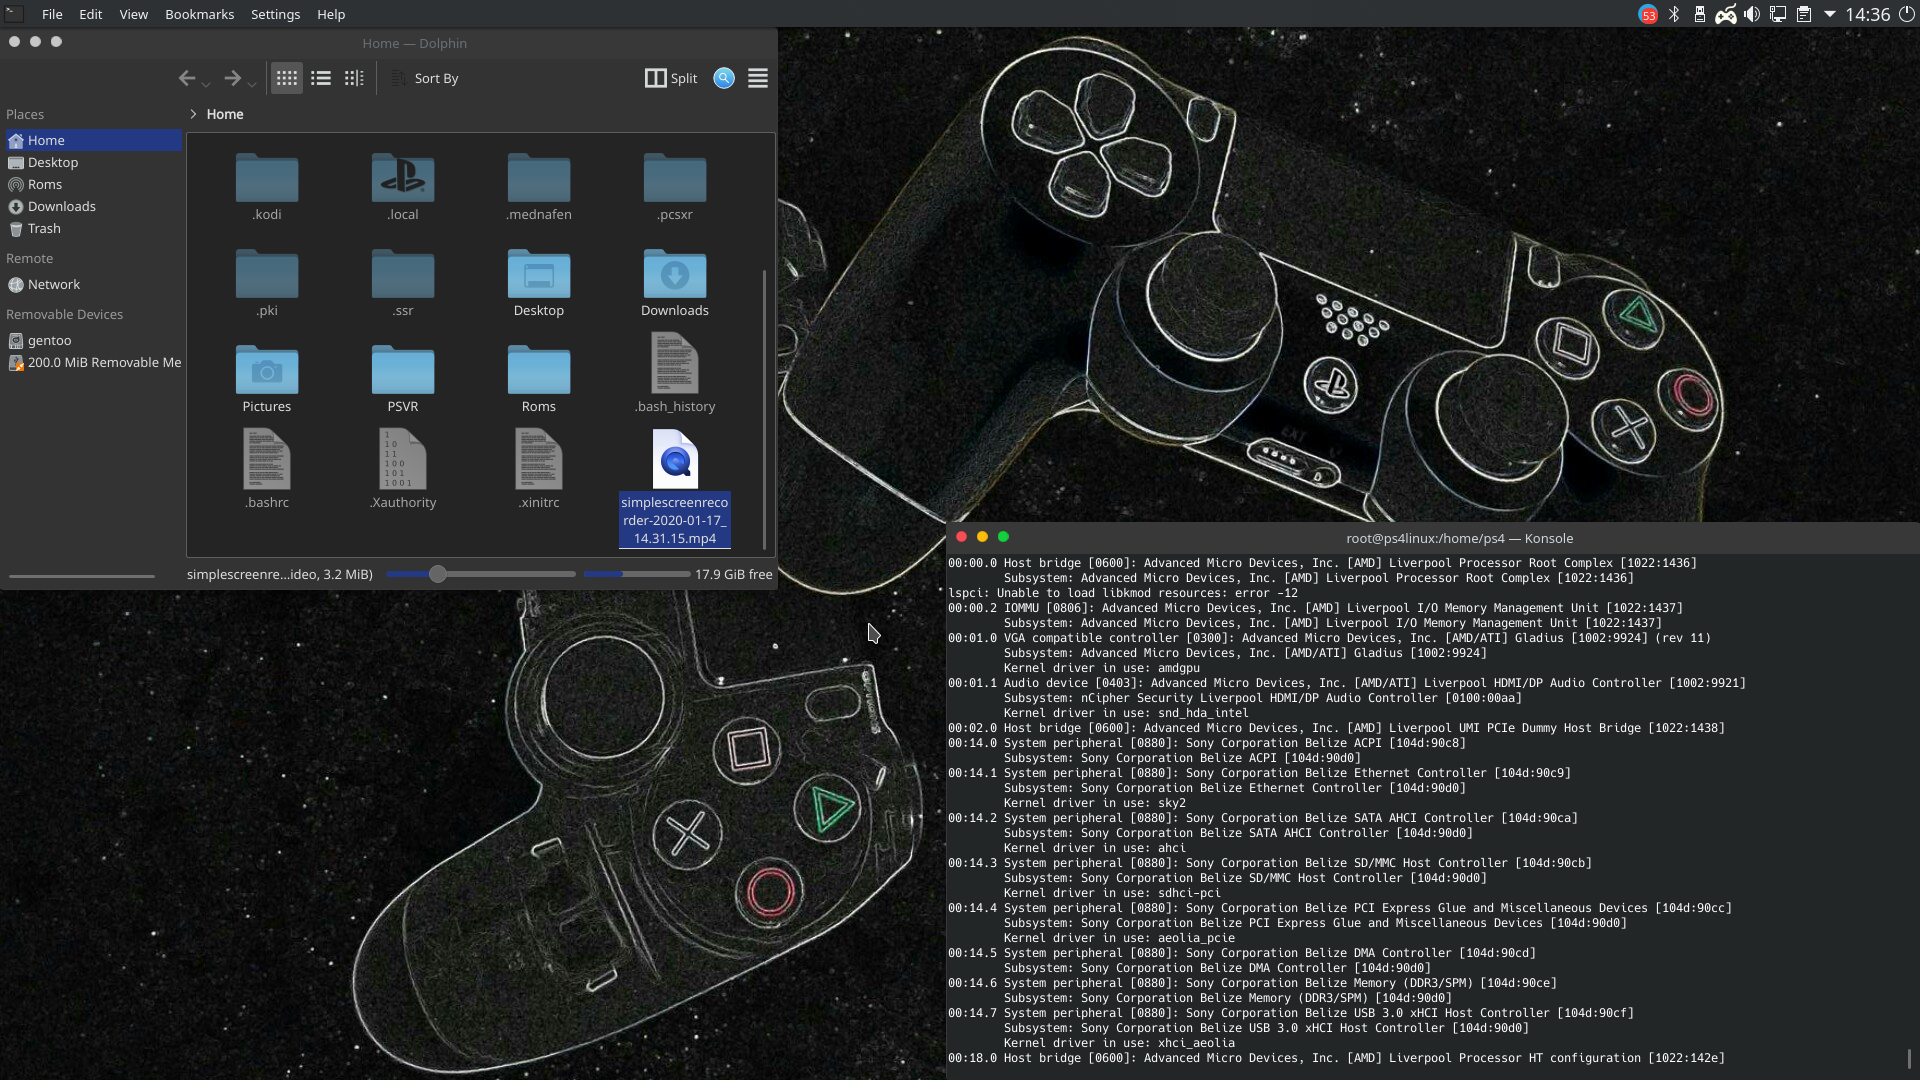 File Edit View Bookmarks Settings Help
53 14:36
Home — Dolphin
Sort By Split
Places
Home
Desktop
Roms
Downloads
Trash
Remote
Network
Removable Devices
gentoo
200.0 MiB Removable Me
Home
.kodi .local .mednafen .pcsxr
.pki .ssr Desktop Downloads
Pictures PSVR Roms .bash_history
.bashrc .Xauthority .xinitrc
simplescreenreco
rder-2020-01-17_
14.31.15.mp4
simplescreenre...ideo, 3.2 MiB) 17.9 GiB free
root@ps4linux:/home/ps4 — Konsole
00:00.0 Host bridge [0600]: Advanced Micro Devices, Inc. [AMD] Liverpool Processor Root Complex [1022:1436]
Subsystem: Advanced Micro Devices, Inc. [AMD] Liverpool Processor Root Complex [1022:1436]
lspci: Unable to load libkmod resources: error -12
00:00.2 IOMMU [0806]: Advanced Micro Devices, Inc. [AMD] Liverpool I/O Memory Management Unit [1022:1437]
Subsystem: Advanced Micro Devices, Inc. [AMD] Liverpool I/O Memory Management Unit [1022:1437]
00:01.0 VGA compatible controller [0300]: Advanced Micro Devices, Inc. [AMD/ATI] Gladius [1002:9924] (rev 11)
Subsystem: Advanced Micro Devices, Inc. [AMD/ATI] Gladius [1002:9924]
Kernel driver in use: amdgpu
00:01.1 Audio device [0403]: Advanced Micro Devices, Inc. [AMD/ATI] Liverpool HDMI/DP Audio Controller [1002:9921]
Subsystem: nCipher Security Liverpool HDMI/DP Audio Controller [0100:00aa]
Kernel driver in use: snd_hda_intel
00:02.0 Host bridge [0600]: Advanced Micro Devices, Inc. [AMD] Liverpool UMI PCIe Dummy Host Bridge [1022:1438]
00:14.0 System peripheral [0880]: Sony Corporation Belize ACPI [104d:90c8]
Subsystem: Sony Corporation Belize ACPI [104d:90d0]
00:14.1 System peripheral [0880]: Sony Corporation Belize Ethernet Controller [104d:90c9]
Subsystem: Sony Corporation Belize Ethernet Controller [104d:90d0]
Kernel driver in use: sky2
00:14.2 System peripheral [0880]: Sony Corporation Belize SATA AHCI Controller [104d:90ca]
Subsystem: Sony Corporation Belize SATA AHCI Controller [104d:90d0]
Kernel driver in use: ahci
00:14.3 System peripheral [0880]: Sony Corporation Belize SD/MMC Host Controller [104d:90cb]
Subsystem: Sony Corporation Belize SD/MMC Host Controller [104d:90d0]
Kernel driver in use: sdhci-pci
00:14.4 System peripheral [0880]: Sony Corporation Belize PCI Express Glue and Miscellaneous Devices [104d:90cc]
Subsystem: Sony Corporation Belize PCI Express Glue and Miscellaneous Devices [104d:90d0]
Kernel driver in use: aeolia_pcie
00:14.5 System peripheral [0880]: Sony Corporation Belize DMA Controller [104d:90cd]
Subsystem: Sony Corporation Belize DMA Controller [104d:90d0]
00:14.6 System peripheral [0880]: Sony Corporation Belize Memory (DDR3/SPM) [104d:90ce]
Subsystem: Sony Corporation Belize Memory (DDR3/SPM) [104d:90d0]
00:14.7 System peripheral [0880]: Sony Corporation Belize USB 3.0 xHCI Host Controller [104d:90cf]
Subsystem: Sony Corporation Belize USB 3.0 xHCI Host Controller [104d:90d0]
Kernel driver in use: xhci_aeolia
00:18.0 Host bridge [0600]: Advanced Micro Devices, Inc. [AMD] Liverpool Processor HT configuration [1022:142e]